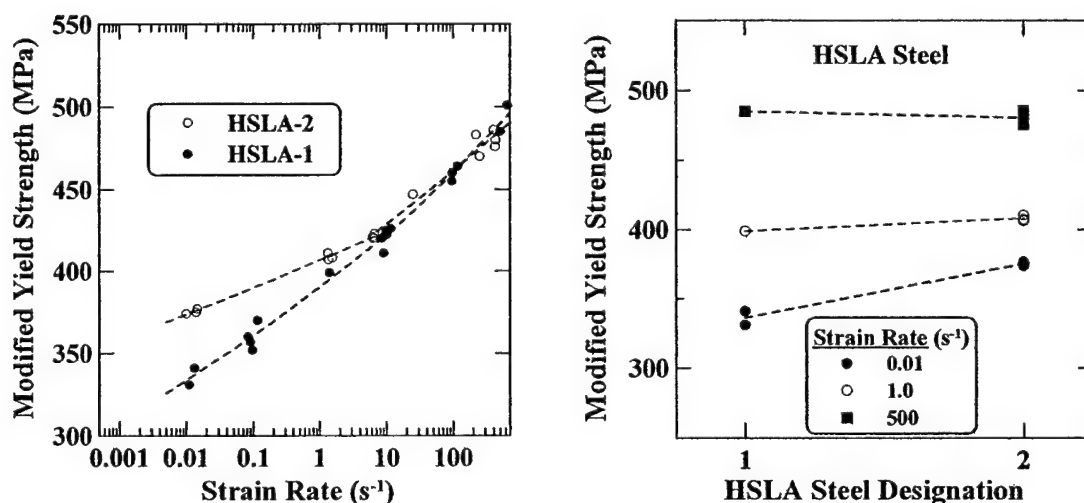 550
500
450
400
350
300
Modified Yield Strength (MPa)
HSLA-2
HSLA-1
0.001 0.01 0.1 1 10 100
Strain Rate (s⁻¹)
HSLA Steel
500
400
300
Modified Yield Strength (MPa)
Strain Rate (s⁻¹)
0.01
1.0
500
1 2
HSLA Steel Designation